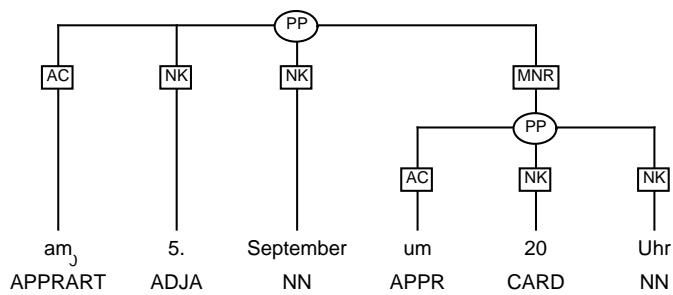 PP
AC NK NK MNR
PP
AC NK NK
am 5. September um 20 Uhr
APPRART ADJA NN APPR CARD NN